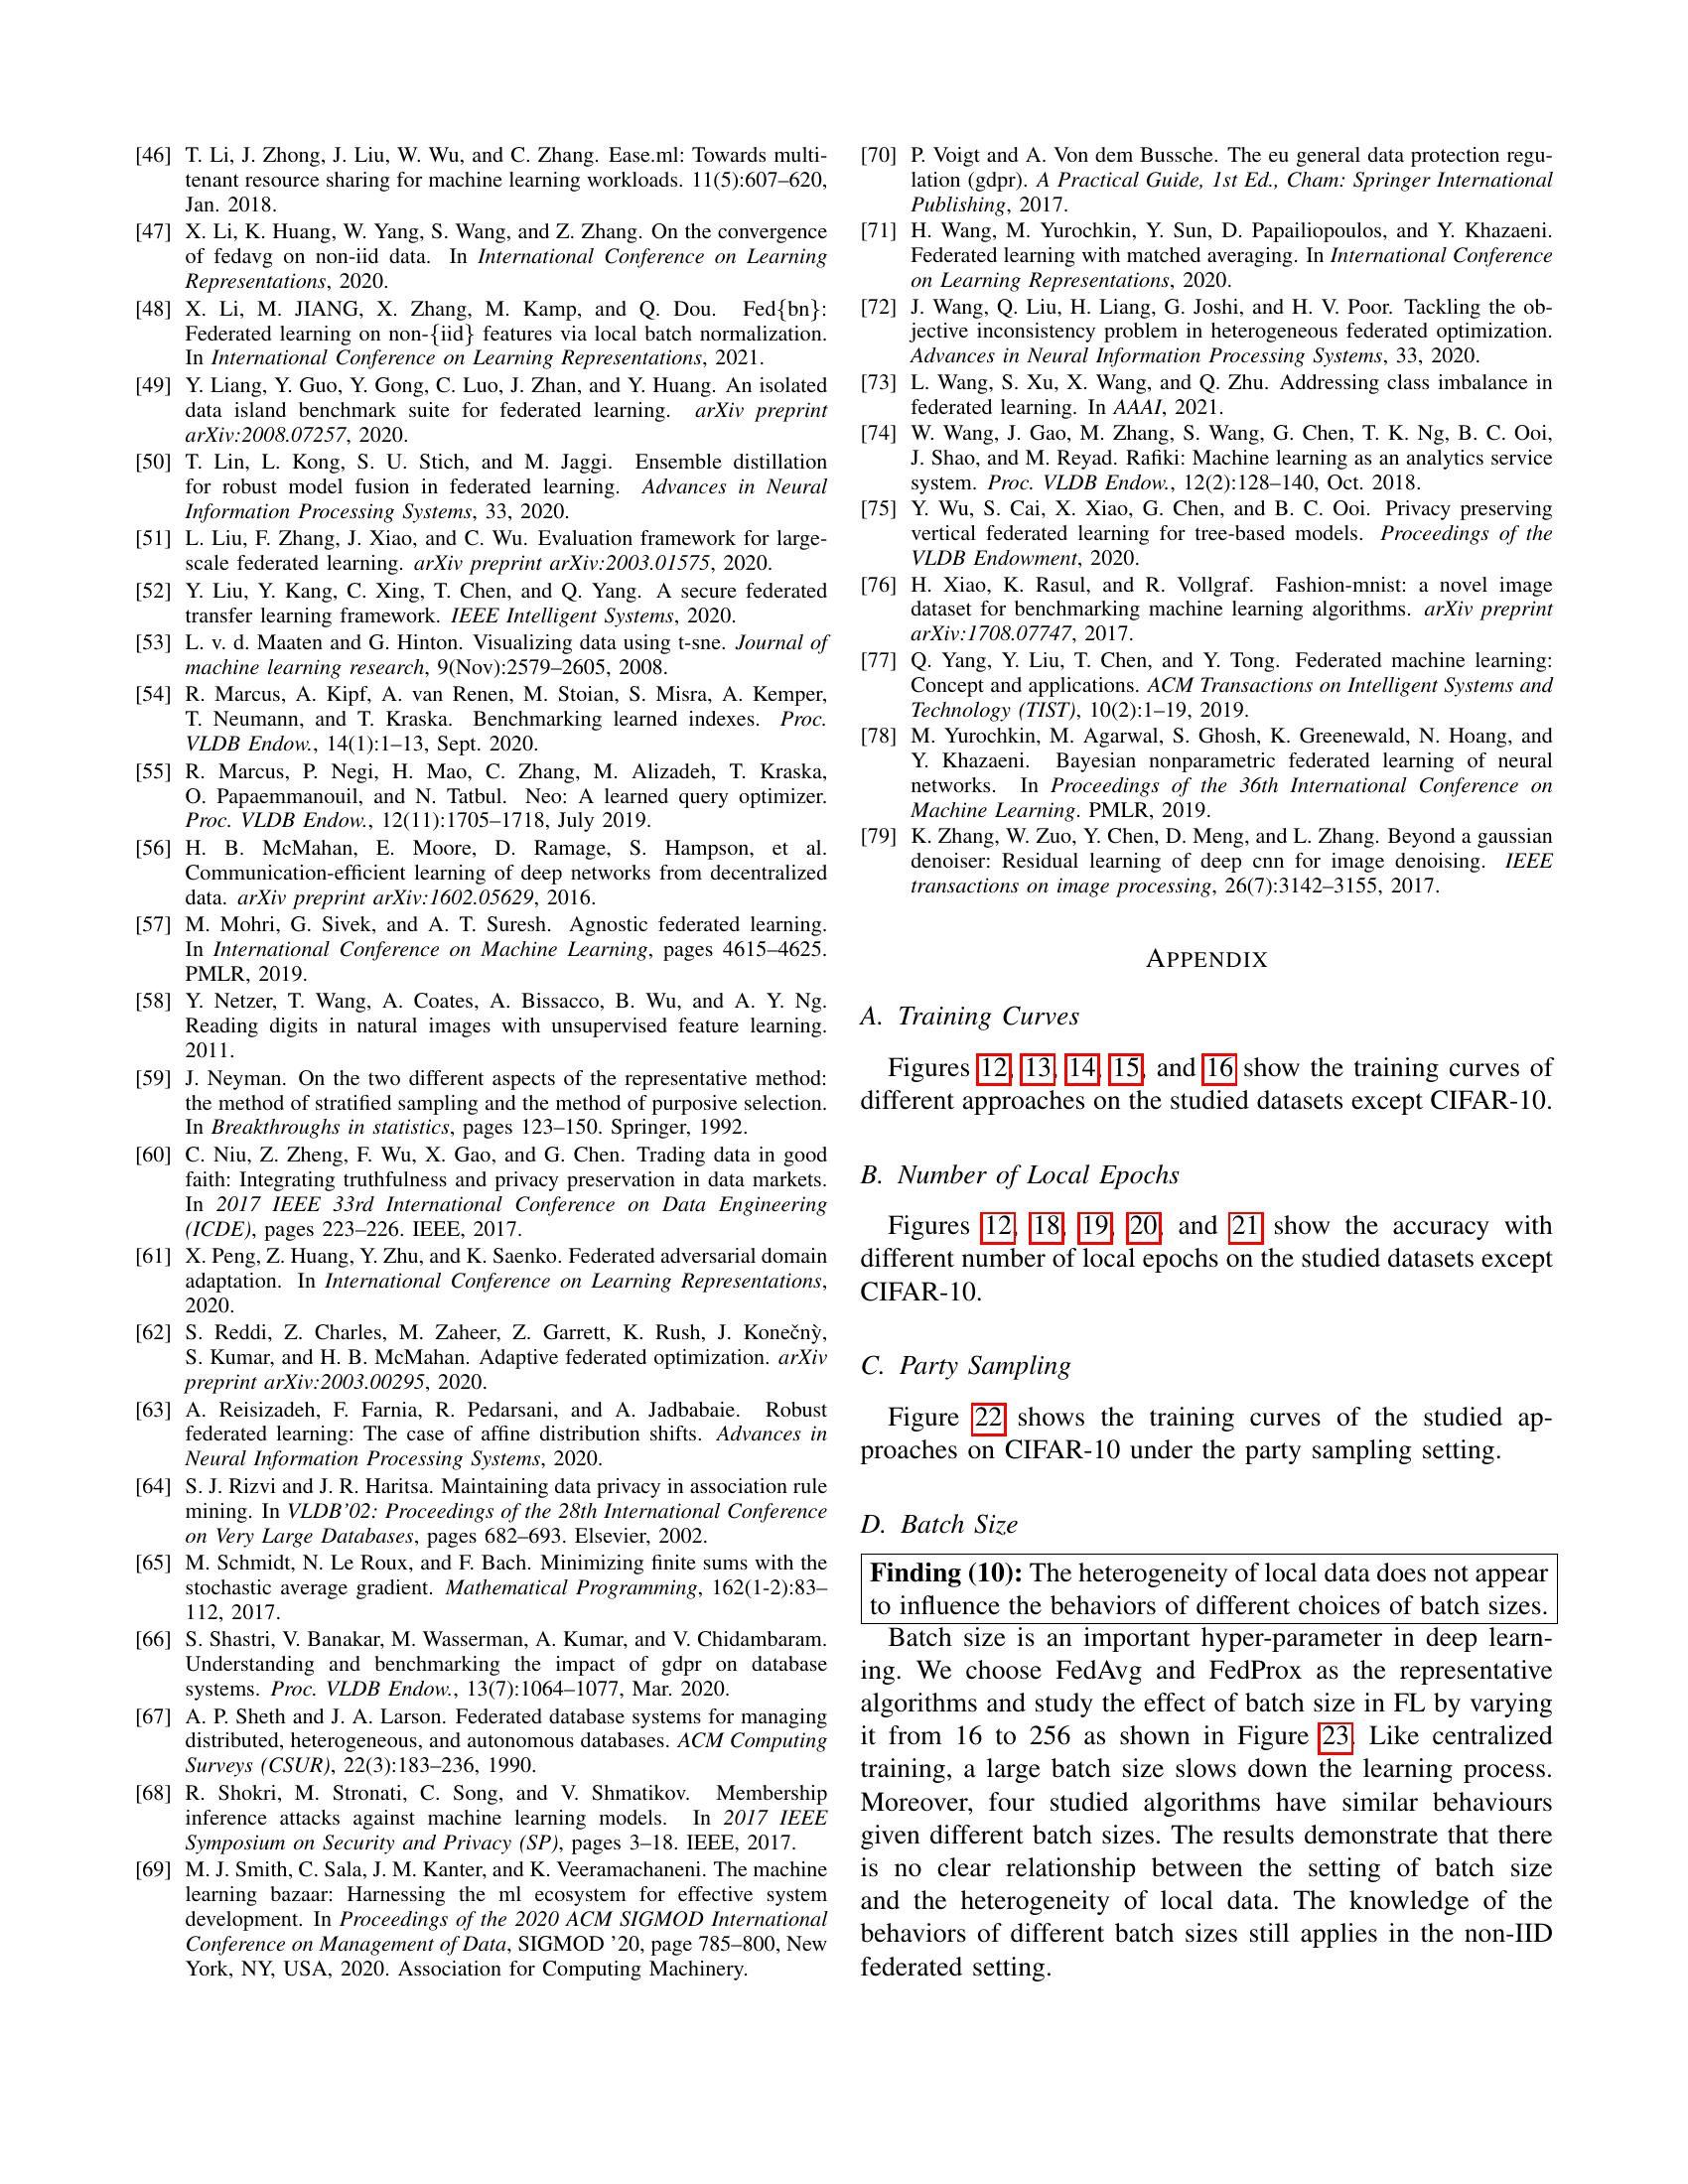 [46] T. Li, J. Zhong, J. Liu, W. Wu, and C. Zhang. Ease.ml: Towards multi-
tenant resource sharing for machine learning workloads. 11(5):607–620,
Jan. 2018.
[47] X. Li, K. Huang, W. Yang, S. Wang, and Z. Zhang. On the convergence
of fedavg on non-iid data. In International Conference on Learning
Representations, 2020.
[48] X. Li, M. JIANG, X. Zhang, M. Kamp, and Q. Dou. Fed{bn}:
Federated learning on non-{iid} features via local batch normalization.
In International Conference on Learning Representations, 2021.
[49] Y. Liang, Y. Guo, Y. Gong, C. Luo, J. Zhan, and Y. Huang. An isolated
data island benchmark suite for federated learning. arXiv preprint
arXiv:2008.07257, 2020.
[50] T. Lin, L. Kong, S. U. Stich, and M. Jaggi. Ensemble distillation
for robust model fusion in federated learning. Advances in Neural
Information Processing Systems, 33, 2020.
[51] L. Liu, F. Zhang, J. Xiao, and C. Wu. Evaluation framework for large-
scale federated learning. arXiv preprint arXiv:2003.01575, 2020.
[52] Y. Liu, Y. Kang, C. Xing, T. Chen, and Q. Yang. A secure federated
transfer learning framework. IEEE Intelligent Systems, 2020.
[53] L. v. d. Maaten and G. Hinton. Visualizing data using t-sne. Journal of
machine learning research, 9(Nov):2579–2605, 2008.
[54] R. Marcus, A. Kipf, A. van Renen, M. Stoian, S. Misra, A. Kemper,
T. Neumann, and T. Kraska. Benchmarking learned indexes. Proc.
VLDB Endow., 14(1):1–13, Sept. 2020.
[55] R. Marcus, P. Negi, H. Mao, C. Zhang, M. Alizadeh, T. Kraska,
O. Papaemmanouil, and N. Tatbul. Neo: A learned query optimizer.
Proc. VLDB Endow., 12(11):1705–1718, July 2019.
[56] H. B. McMahan, E. Moore, D. Ramage, S. Hampson, et al.
Communication-efficient learning of deep networks from decentralized
data. arXiv preprint arXiv:1602.05629, 2016.
[57] M. Mohri, G. Sivek, and A. T. Suresh. Agnostic federated learning.
In International Conference on Machine Learning, pages 4615–4625.
PMLR, 2019.
[58] Y. Netzer, T. Wang, A. Coates, A. Bissacco, B. Wu, and A. Y. Ng.
Reading digits in natural images with unsupervised feature learning.
2011.
[59] J. Neyman. On the two different aspects of the representative method:
the method of stratified sampling and the method of purposive selection.
In Breakthroughs in statistics, pages 123–150. Springer, 1992.
[60] C. Niu, Z. Zheng, F. Wu, X. Gao, and G. Chen. Trading data in good
faith: Integrating truthfulness and privacy preservation in data markets.
In 2017 IEEE 33rd International Conference on Data Engineering
(ICDE), pages 223–226. IEEE, 2017.
[61] X. Peng, Z. Huang, Y. Zhu, and K. Saenko. Federated adversarial domain
adaptation. In International Conference on Learning Representations,
2020.
[62] S. Reddi, Z. Charles, M. Zaheer, Z. Garrett, K. Rush, J. Konečnỳ,
S. Kumar, and H. B. McMahan. Adaptive federated optimization. arXiv
preprint arXiv:2003.00295, 2020.
[63] A. Reisizadeh, F. Farnia, R. Pedarsani, and A. Jadbabaie. Robust
federated learning: The case of affine distribution shifts. Advances in
Neural Information Processing Systems, 2020.
[64] S. J. Rizvi and J. R. Haritsa. Maintaining data privacy in association rule
mining. In VLDB'02: Proceedings of the 28th International Conference
on Very Large Databases, pages 682–693. Elsevier, 2002.
[65] M. Schmidt, N. Le Roux, and F. Bach. Minimizing finite sums with the
stochastic average gradient. Mathematical Programming, 162(1-2):83–
112, 2017.
[66] S. Shastri, V. Banakar, M. Wasserman, A. Kumar, and V. Chidambaram.
Understanding and benchmarking the impact of gdpr on database
systems. Proc. VLDB Endow., 13(7):1064–1077, Mar. 2020.
[67] A. P. Sheth and J. A. Larson. Federated database systems for managing
distributed, heterogeneous, and autonomous databases. ACM Computing
Surveys (CSUR), 22(3):183–236, 1990.
[68] R. Shokri, M. Stronati, C. Song, and V. Shmatikov. Membership
inference attacks against machine learning models. In 2017 IEEE
Symposium on Security and Privacy (SP), pages 3–18. IEEE, 2017.
[69] M. J. Smith, C. Sala, J. M. Kanter, and K. Veeramachaneni. The machine
learning bazaar: Harnessing the ml ecosystem for effective system
development. In Proceedings of the 2020 ACM SIGMOD International
Conference on Management of Data, SIGMOD '20, page 785–800, New
York, NY, USA, 2020. Association for Computing Machinery.
[70] P. Voigt and A. Von dem Bussche. The eu general data protection regu-
lation (gdpr). A Practical Guide, 1st Ed., Cham: Springer International
Publishing, 2017.
[71] H. Wang, M. Yurochkin, Y. Sun, D. Papailiopoulos, and Y. Khazaeni.
Federated learning with matched averaging. In International Conference
on Learning Representations, 2020.
[72] J. Wang, Q. Liu, H. Liang, G. Joshi, and H. V. Poor. Tackling the ob-
jective inconsistency problem in heterogeneous federated optimization.
Advances in Neural Information Processing Systems, 33, 2020.
[73] L. Wang, S. Xu, X. Wang, and Q. Zhu. Addressing class imbalance in
federated learning. In AAAI, 2021.
[74] W. Wang, J. Gao, M. Zhang, S. Wang, G. Chen, T. K. Ng, B. C. Ooi,
J. Shao, and M. Reyad. Rafiki: Machine learning as an analytics service
system. Proc. VLDB Endow., 12(2):128–140, Oct. 2018.
[75] Y. Wu, S. Cai, X. Xiao, G. Chen, and B. C. Ooi. Privacy preserving
vertical federated learning for tree-based models. Proceedings of the
VLDB Endowment, 2020.
[76] H. Xiao, K. Rasul, and R. Vollgraf. Fashion-mnist: a novel image
dataset for benchmarking machine learning algorithms. arXiv preprint
arXiv:1708.07747, 2017.
[77] Q. Yang, Y. Liu, T. Chen, and Y. Tong. Federated machine learning:
Concept and applications. ACM Transactions on Intelligent Systems and
Technology (TIST), 10(2):1–19, 2019.
[78] M. Yurochkin, M. Agarwal, S. Ghosh, K. Greenewald, N. Hoang, and
Y. Khazaeni. Bayesian nonparametric federated learning of neural
networks. In Proceedings of the 36th International Conference on
Machine Learning. PMLR, 2019.
[79] K. Zhang, W. Zuo, Y. Chen, D. Meng, and L. Zhang. Beyond a gaussian
denoiser: Residual learning of deep cnn for image denoising. IEEE
transactions on image processing, 26(7):3142–3155, 2017.
APPENDIX
A. Training Curves
Figures 12, 13, 14, 15, and 16 show the training curves of
different approaches on the studied datasets except CIFAR-10.
B. Number of Local Epochs
Figures 12, 18, 19, 20, and 21 show the accuracy with
different number of local epochs on the studied datasets except
CIFAR-10.
C. Party Sampling
Figure 22 shows the training curves of the studied ap-
proaches on CIFAR-10 under the party sampling setting.
D. Batch Size
Finding (10): The heterogeneity of local data does not appear
to influence the behaviors of different choices of batch sizes.
Batch size is an important hyper-parameter in deep learn-
ing. We choose FedAvg and FedProx as the representative
algorithms and study the effect of batch size in FL by varying
it from 16 to 256 as shown in Figure 23. Like centralized
training, a large batch size slows down the learning process.
Moreover, four studied algorithms have similar behaviours
given different batch sizes. The results demonstrate that there
is no clear relationship between the setting of batch size
and the heterogeneity of local data. The knowledge of the
behaviors of different batch sizes still applies in the non-IID
federated setting.